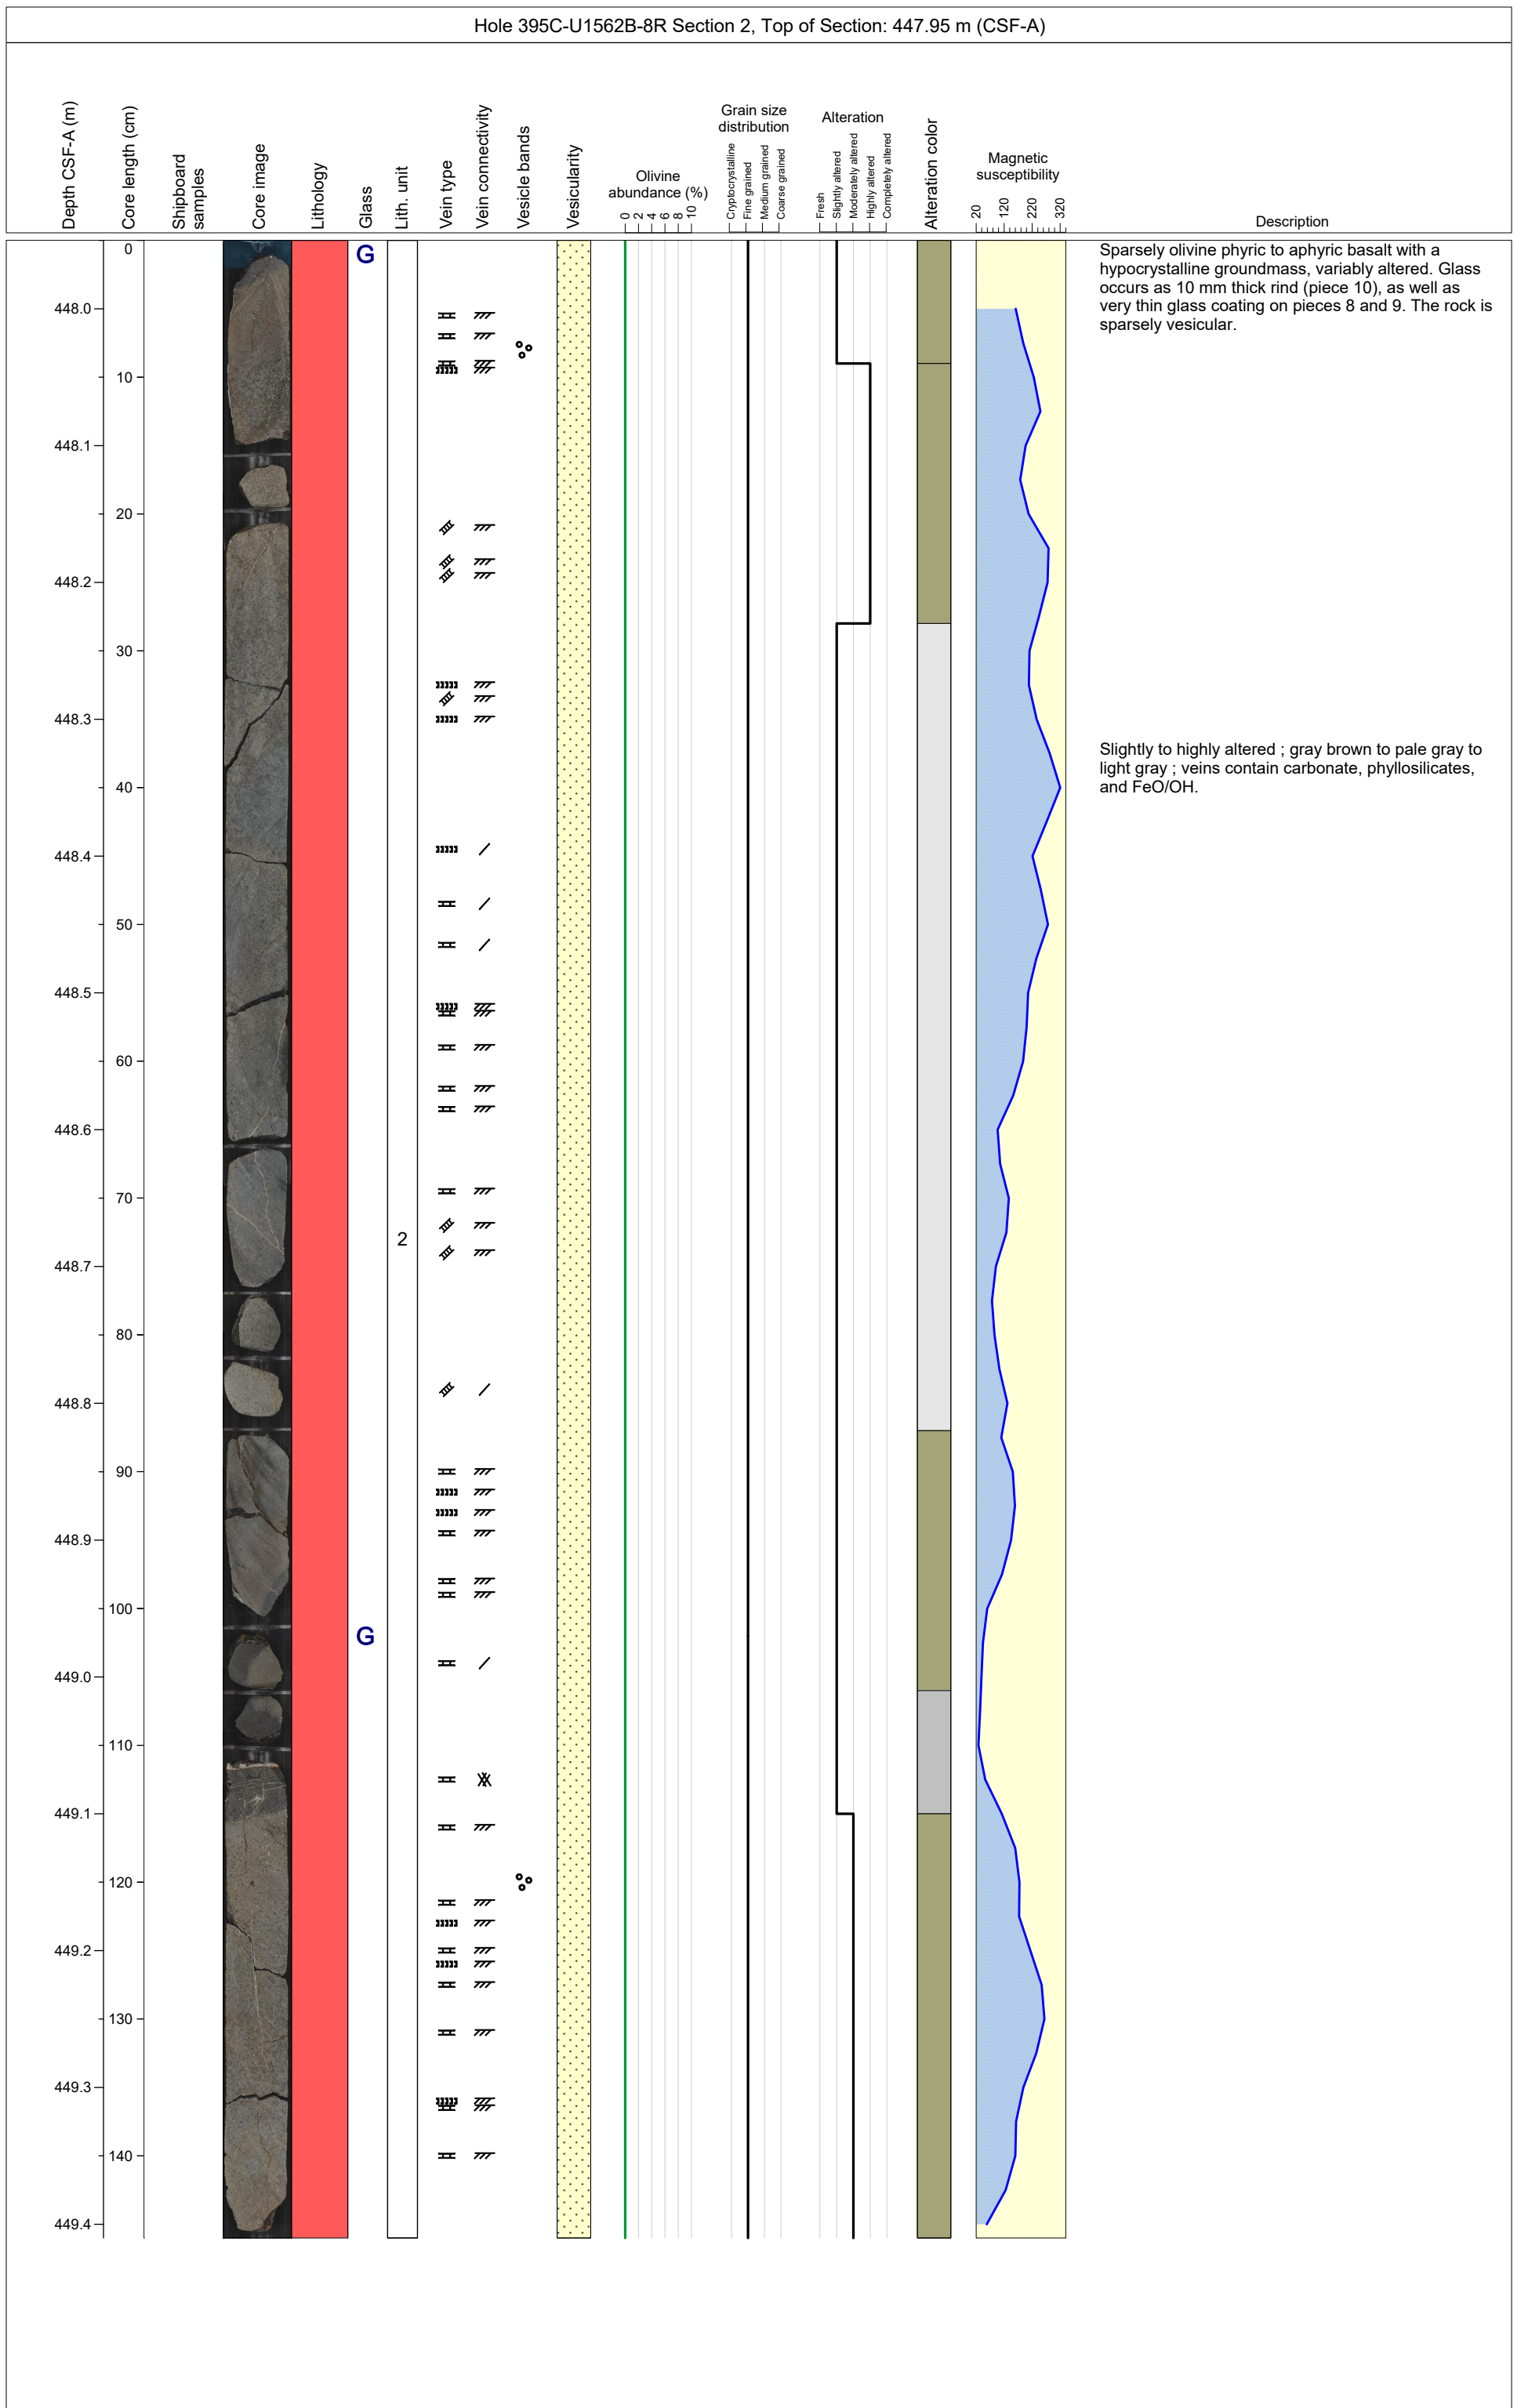 Hole 395C-U1562B-8R Section 2, Top of Section: 447.95 m (CSF-A)
Depth CSF-A (m)
Core length (cm)
Shipboard
samples
Core image
Lithology
Glass
Lith. unit
Vein type
Vein connectivity
Vesicle bands
Vesicularity
Olivine
abundance (%)
0 2 4 6 8 10
Grain size
distribution
Cryptocrystalline
Fine grained
Medium grained
Coarse grained
Alteration
Fresh
Slightly altered
Moderately altered
Highly altered
Completely altered
Alteration color
Magnetic
susceptibility
20 120 220 320
Description
0
G
Sparsely olivine phyric to aphyric basalt with a
hypocrystalline groundmass, variably altered. Glass
occurs as 10 mm thick rind (piece 10), as well as
very thin glass coating on pieces 8 and 9. The rock is
sparsely vesicular.
448.0
10
448.1
20
448.2
30
448.3
Slightly to highly altered ; gray brown to pale gray to
light gray ; veins contain carbonate, phyllosilicates,
and FeO/OH.
40
448.4
50
448.5
60
448.6
70
2
448.7
80
448.8
90
448.9
100
G
449.0
110
449.1
120
449.2
130
449.3
140
449.4